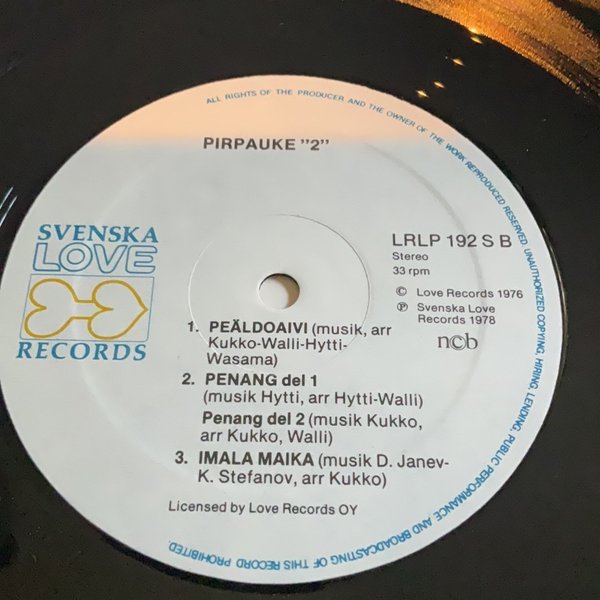 ALL RIGHTS OF THE PRODUCER AND THE OWNER OF THE WORK REPRODUCED RESERVED. UNAUTHORIZED COPYING, HIRING, LENDING, PUBLIC PERFORMANCE AND BROADCASTING OF THIS RECORD PROHIBITED.
PIRPAUKE "2"
SVENSKA
LOVE
RECORDS
LRLP 192 S B
Stereo
33 rpm
© Love Records 1976
℗ Svenska Love
Records 1978
n©b
1. PEÄLDOAIVI (musik, arr
Kukko-Walli-Hytti-
Wasama)
2. PENANG del 1
(musik Hytti, arr Hytti-Walli)
Penang del 2 (musik Kukko,
arr Kukko, Walli)
3. IMALA MAIKA (musik D. Janev-
K. Stefanov, arr Kukko)
Licensed by Love Records OY